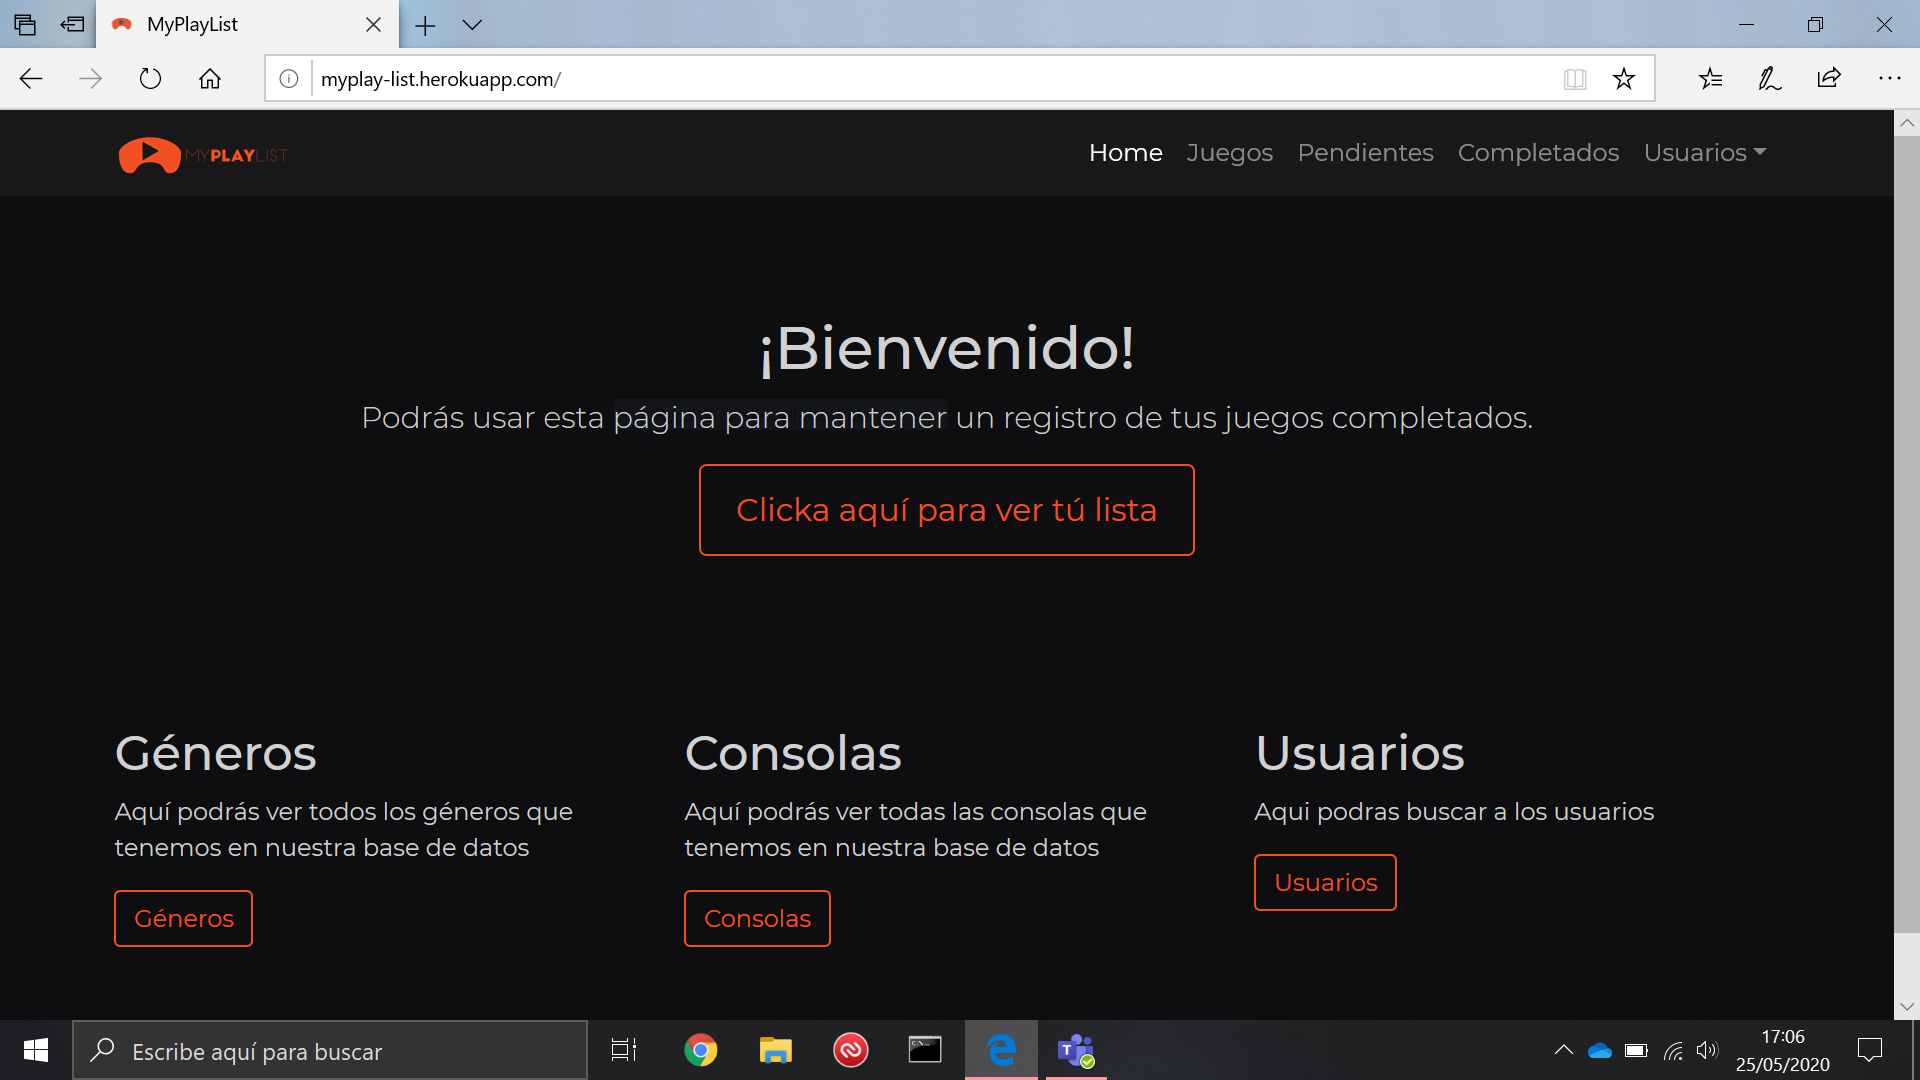 MyPlayList
myplay-list.herokuapp.com/
MYPLAYLIST
Home Juegos Pendientes Completados Usuarios
¡Bienvenido!
Podrás usar esta página para mantener un registro de tus juegos completados.
Clicka aquí para ver tú lista
Géneros
Aquí podrás ver todos los géneros que
tenemos en nuestra base de datos
Géneros
Consolas
Aquí podrás ver todas las consolas que
tenemos en nuestra base de datos
Consolas
Usuarios
Aqui podras buscar a los usuarios
Usuarios
Escribe aquí para buscar
17:06
25/05/2020